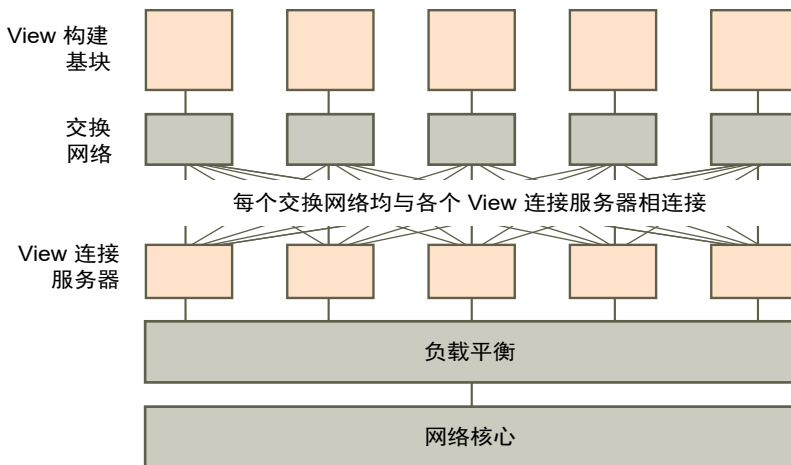 View 构建
基块
交换
网络
每个交换网络均与各个 View 连接服务器相连接
View 连接
服务器
负载平衡
网络核心